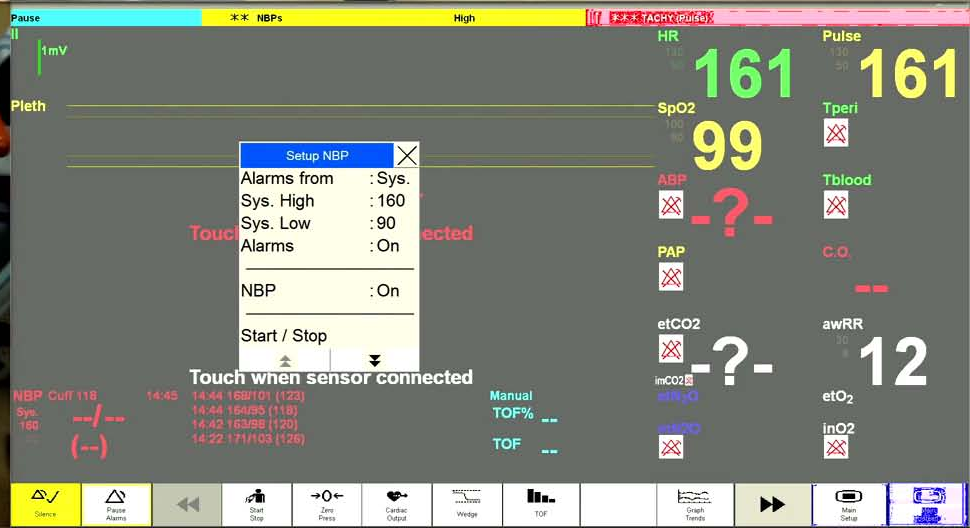 Pause
** NBPs High
*** TACHY (Pulse)
II
1mV
HR
161
Pulse
161
130
50
Pleth
SpO2
100
90
99
Tperi
Setup NBP
Alarms from : Sys.
Sys. High : 160
Sys. Low : 90
Alarms : On
NBP : On
Start / Stop
ABP
-?-
Tblood
PAP
C.O.
--
etCO2
-?-
imCO2
awRR
12
etO2
inO2
Touch when sensor connected
NBP Cuff 118 14:45
Sys.
160
--/--
(--)
14:44 168/101 (123)
14:44 164/95 (118)
14:42 163/98 (120)
14:22 171/103 (126)
Manual
TOF% --
TOF --
Silence
Pause Alarms
Start Stop
Zero Press
Cardiac Output
Wedge
TOF
Graph Trends
Main Setup